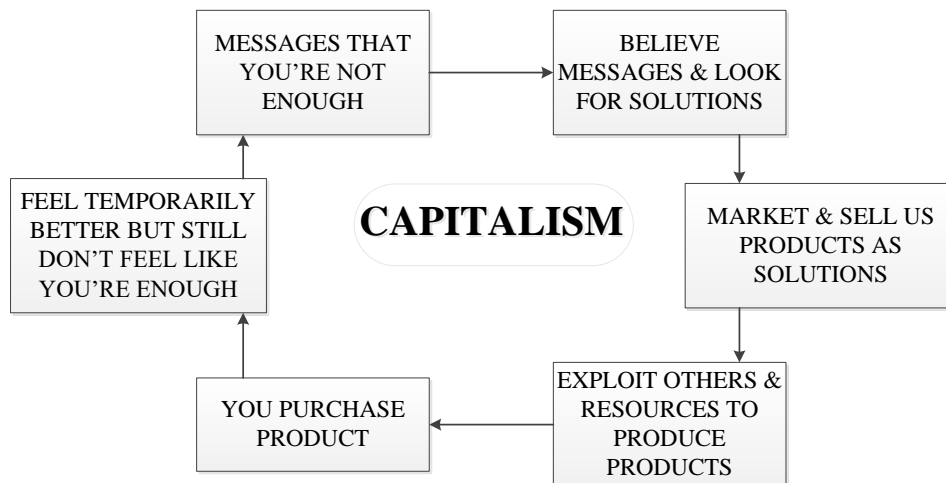 MESSAGES THAT
YOU'RE NOT
ENOUGH
BELIEVE
MESSAGES & LOOK
FOR SOLUTIONS
FEEL TEMPORARILY
BETTER BUT STILL
DON'T FEEL LIKE
YOU'RE ENOUGH
CAPITALISM
MARKET & SELL US
PRODUCTS AS
SOLUTIONS
YOU PURCHASE
PRODUCT
EXPLOIT OTHERS &
RESOURCES TO
PRODUCE
PRODUCTS